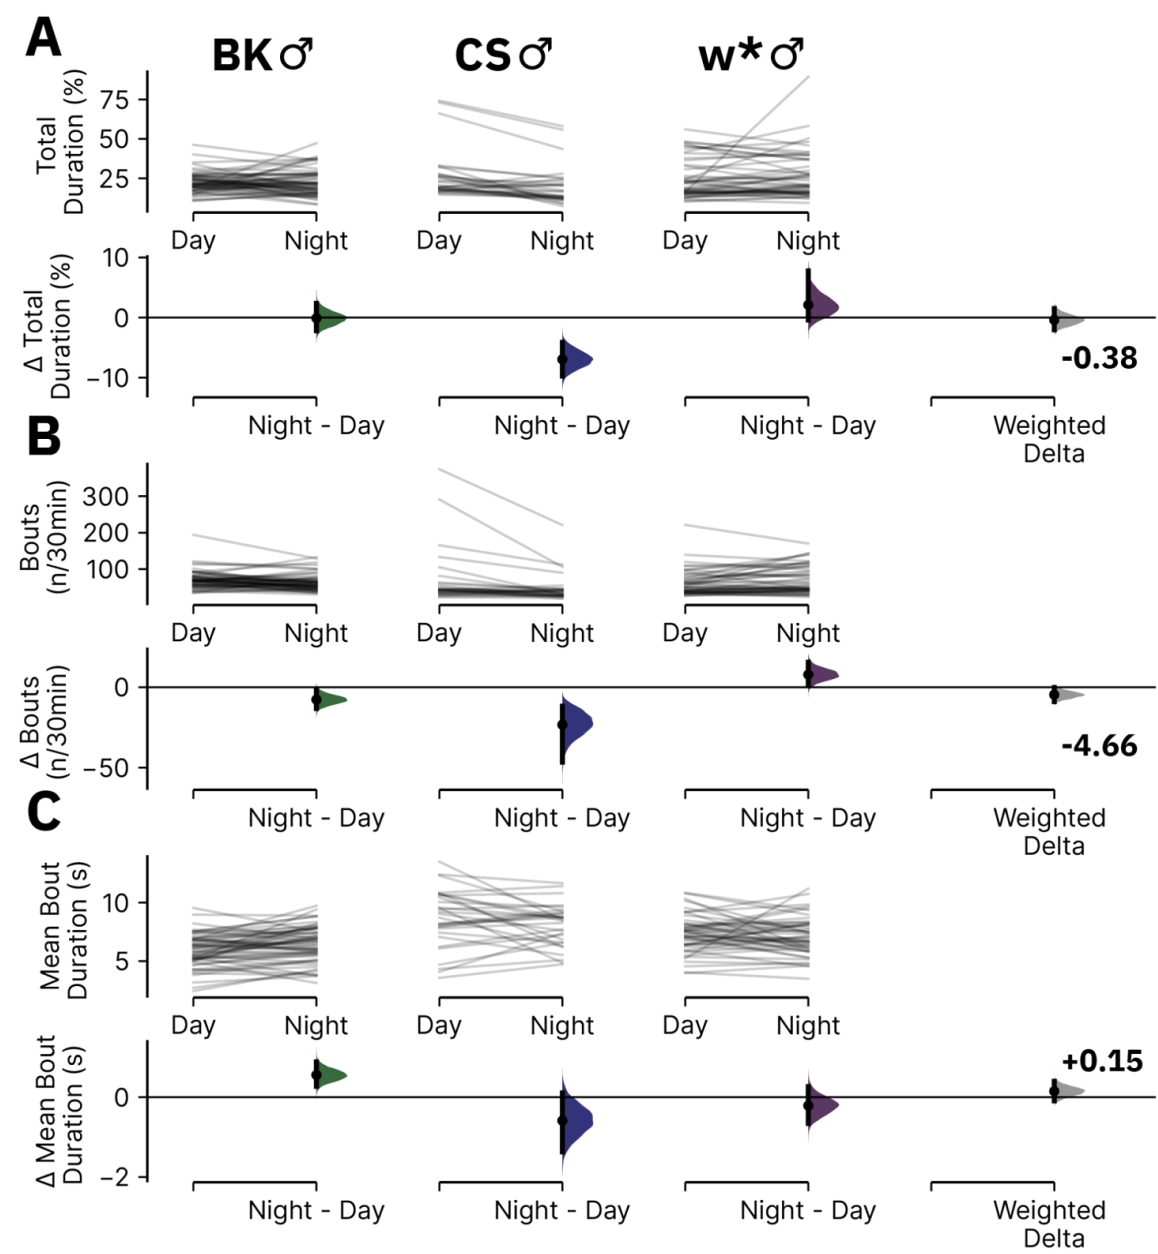 A
BK♂ CS♂ w*♂
Total
Duration (%)
75
50
25
Day Night Day Night Day Night
Δ Total
Duration (%)
10
0
−10
-0.38
Night - Day Night - Day Night - Day Weighted
Delta
B
Bouts
(n/30min)
300
200
100
Day Night Day Night Day Night
Δ Bouts
(n/30min)
0
−50
-4.66
Night - Day Night - Day Night - Day Weighted
Delta
C
Mean Bout
Duration (s)
10
5
Day Night Day Night Day Night
Δ Mean Bout
Duration (s)
+0.15
0
−2
Night - Day Night - Day Night - Day Weighted
Delta